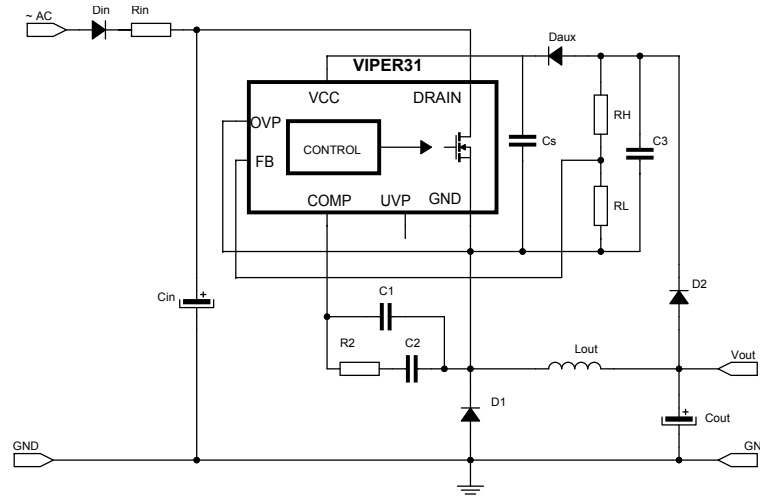 ~ AC
Din
Rin
Daux
VIPER31
VCC
DRAIN
OVP
RH
Cs
C3
CONTROL
FB
COMP
UVP
GND
RL
Cin
+
C1
D2
R2
C2
Lout
Vout
D1
+
Cout
GND
GN